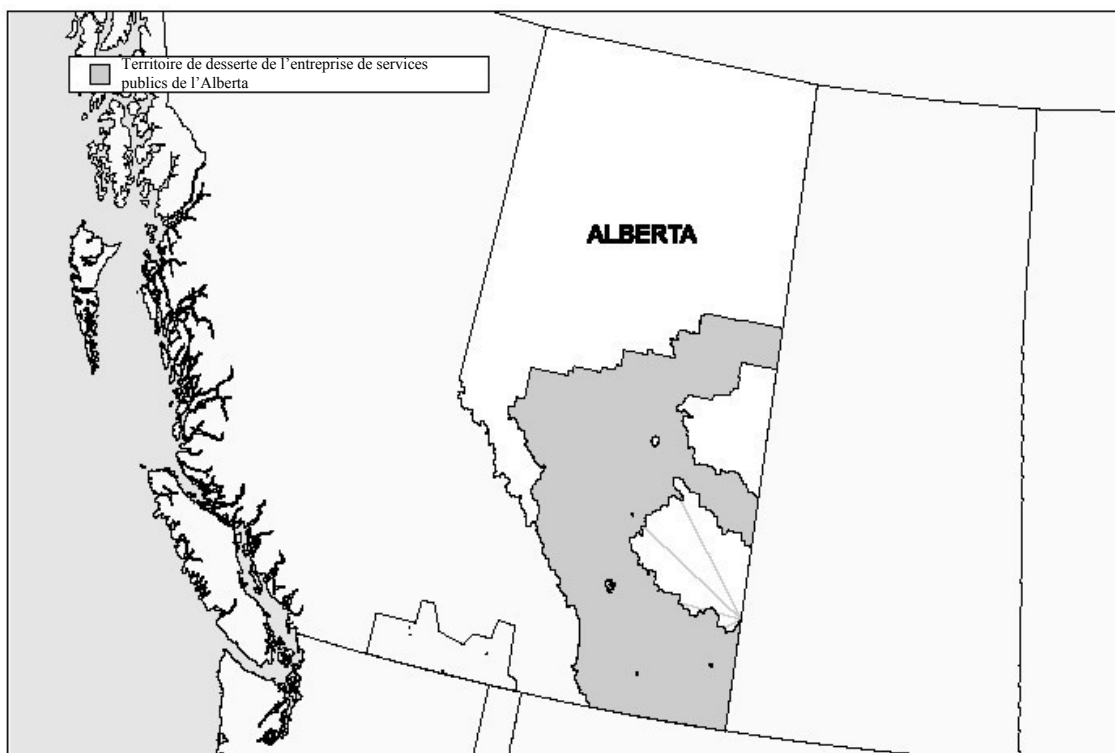 Territoire de desserte de l’entreprise de services
publics de l’Alberta
ALBERTA